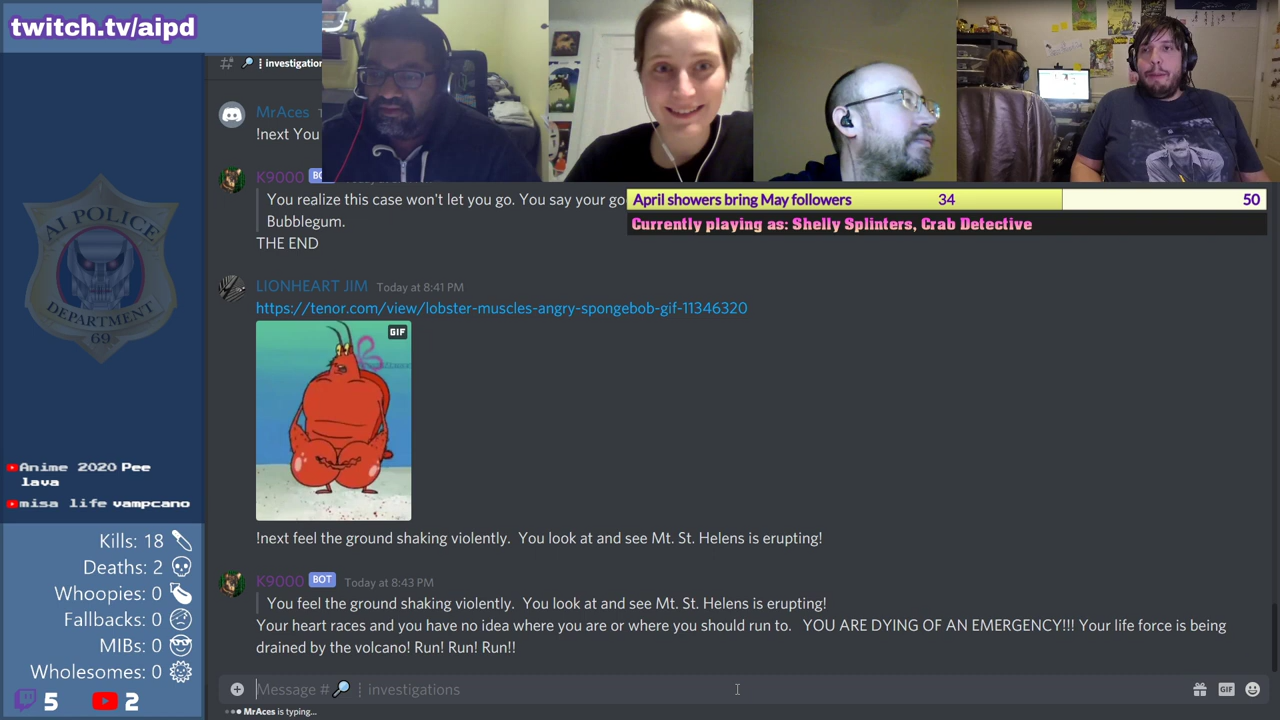 twitch.tv/aipd
investigation
MrAces
!next You
K9000
You realize this case won't let you go. You say your go
Bubblegum.
THE END
April showers bring May followers 34 50
Currently playing as: Shelly Splinters, Crab Detective
LIONHEART JIM Today at 8:41 PM
https://tenor.com/view/lobster-muscles-angry-spongebob-gif-11346320
GIF
AI POLICE
DEPARTMENT
69
Anime 2020 Pee
lava
misa life vampcano
!next feel the ground shaking violently. You look at and see Mt. St. Helens is erupting!
K9000 BOT Today at 8:43 PM
You feel the ground shaking violently. You look at and see Mt. St. Helens is erupting!
Your heart races and you have no idea where you are or where you should run to. YOU ARE DYING OF AN EMERGENCY!!! Your life force is being
drained by the volcano! Run! Run! Run!!
Kills: 18
Deaths: 2
Whoopies: 0
Fallbacks: 0
MIBs: 0
Wholesomes: 0
5 2
Message # investigations
GIF
MrAces is typing...